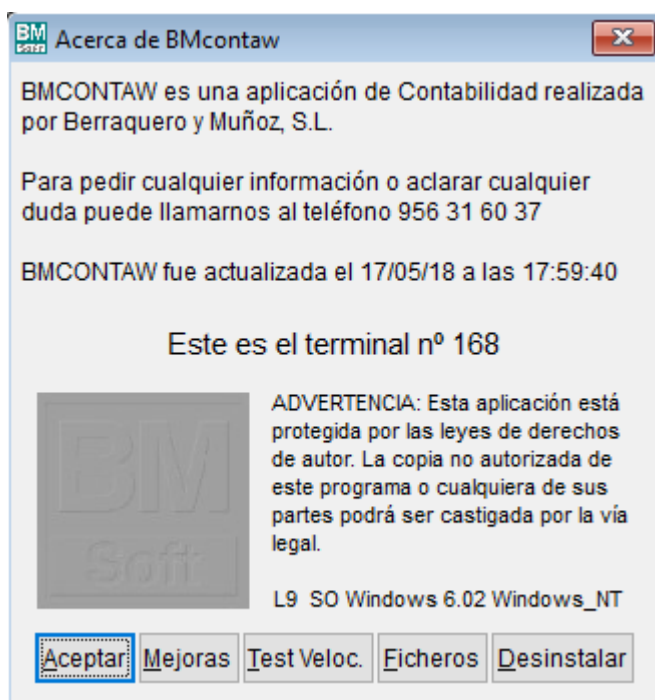 BM
Soft
Acerca de BMcontaw
BMCONTAW es una aplicación de Contabilidad realizada
por Berraquero y Muñoz, S.L.
Para pedir cualquier información o aclarar cualquier
duda puede llamarnos al teléfono 956 31 60 37
BMCONTAW fue actualizada el 17/05/18 a las 17:59:40
Este es el terminal nº 168
BM
Soft
ADVERTENCIA: Esta aplicación está
protegida por las leyes de derechos
de autor. La copia no autorizada de
este programa o cualquiera de sus
partes podrá ser castigada por la vía
legal.
L9 SO Windows 6.02 Windows_NT
Aceptar Mejoras Test Veloc. Ficheros Desinstalar